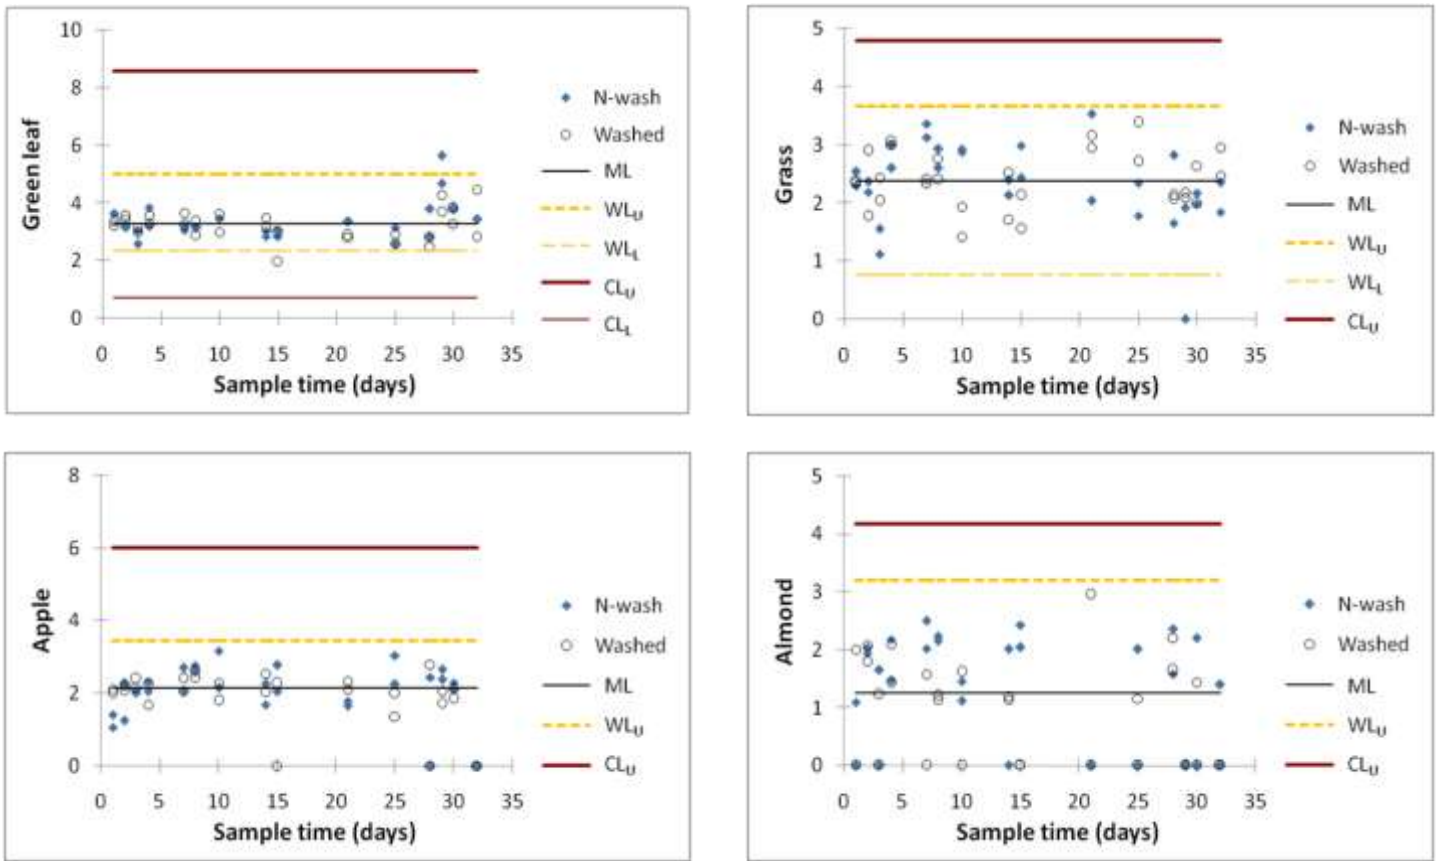 Green leaf
10
8
6
4
2
0
0 5 10 15 20 25 30 35
Sample time (days)
N-wash
Washed
ML
WLU
WLL
CLU
CLL
Grass
5
4
3
2
1
0
0 5 10 15 20 25 30 35
Sample time (days)
N-wash
Washed
ML
WLU
WLL
CLU
Apple
8
6
4
2
0
0 5 10 15 20 25 30 35
Sample time (days)
N-wash
Washed
ML
WLU
CLU
Almond
5
4
3
2
1
0
0 5 10 15 20 25 30 35
Sample time (days)
N-wash
Washed
ML
WLU
CLU